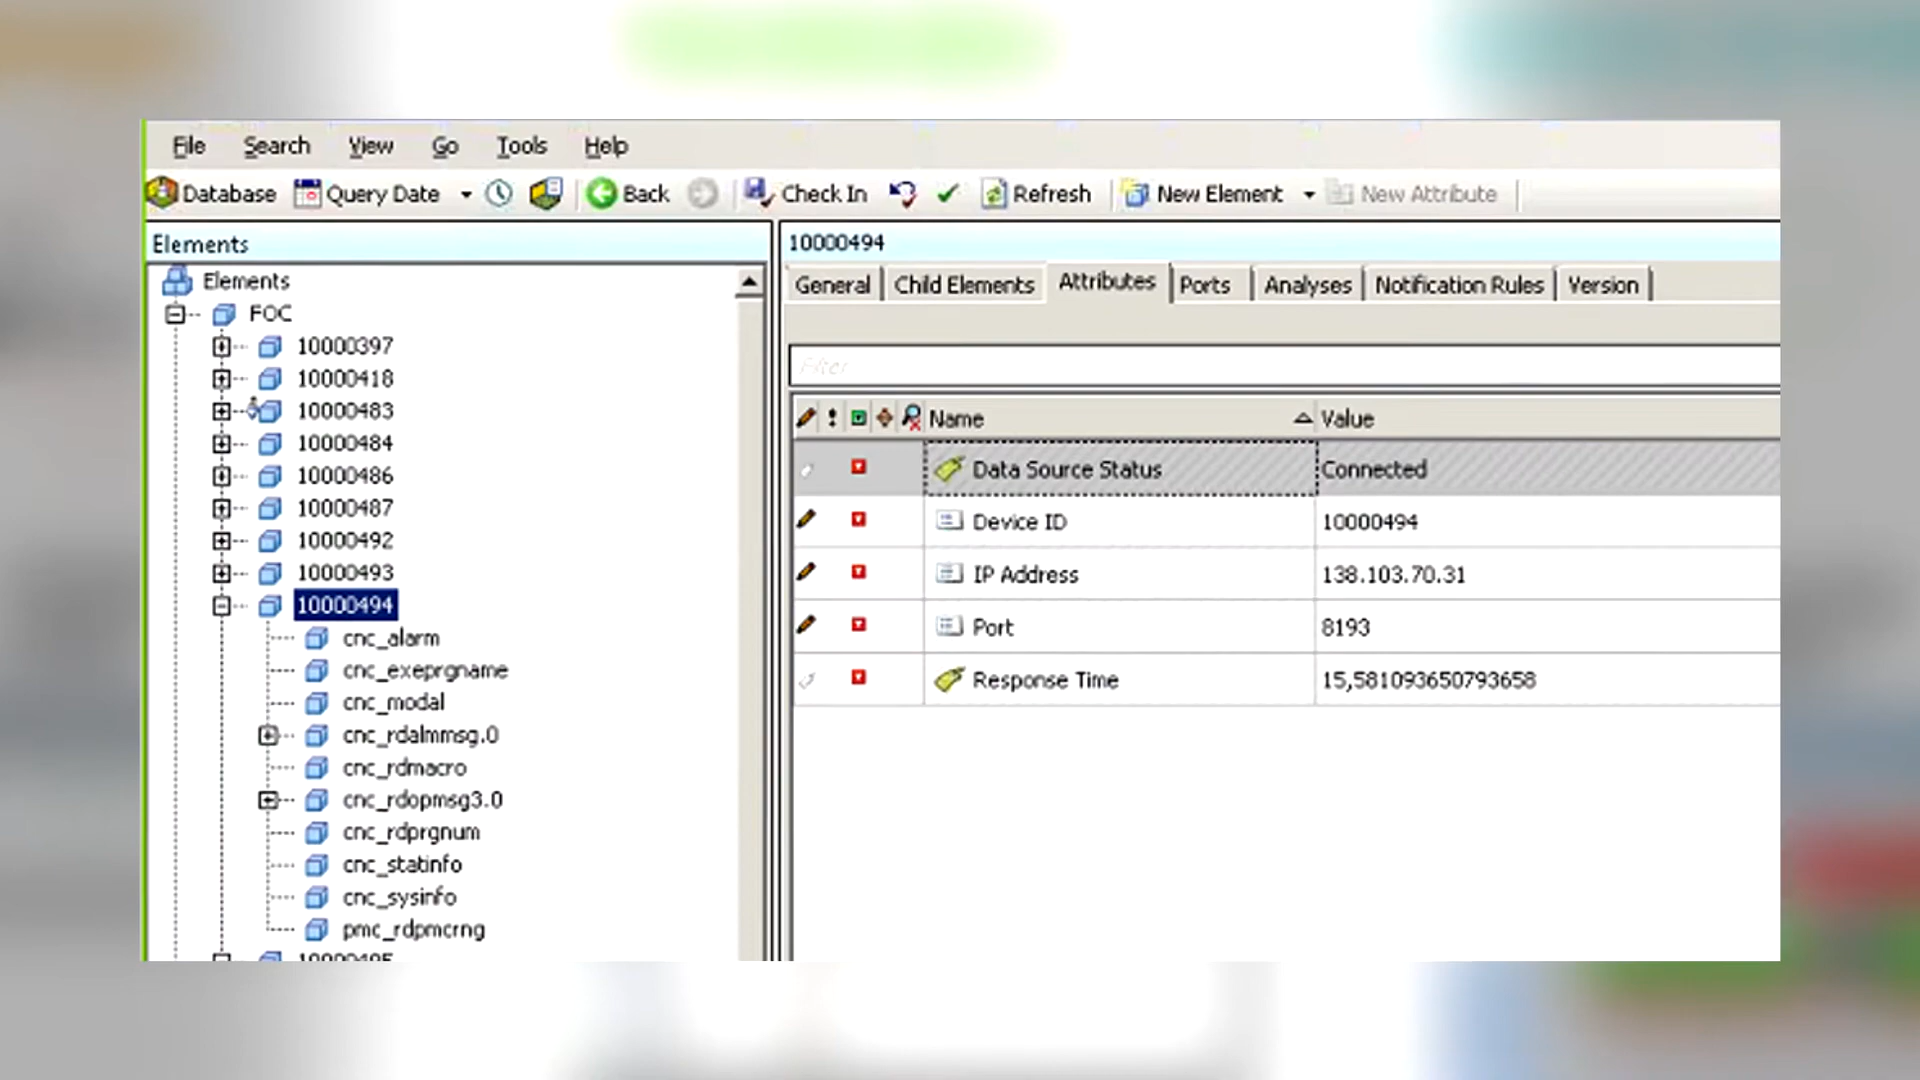 File Search View Go Tools Help
Database Query Date Back Check In Refresh New Element New Attribute
Elements
Elements
FOC
10000397
10000418
10000483
10000484
10000486
10000487
10000492
10000493
10000494
cnc_alarm
cnc_exeprgname
cnc_modal
cnc_rdalmmsg.0
cnc_rdmacro
cnc_rdopmsg3.0
cnc_rdprgnum
cnc_statinfo
cnc_sysinfo
pmc_rdpmcrng
10000495
10000494
General Child Elements Attributes Ports Analyses Notification Rules Version
Filter
Name Value
Data Source Status Connected
Device ID 10000494
IP Address 138.103.70.31
Port 8193
Response Time 15,581093650793658